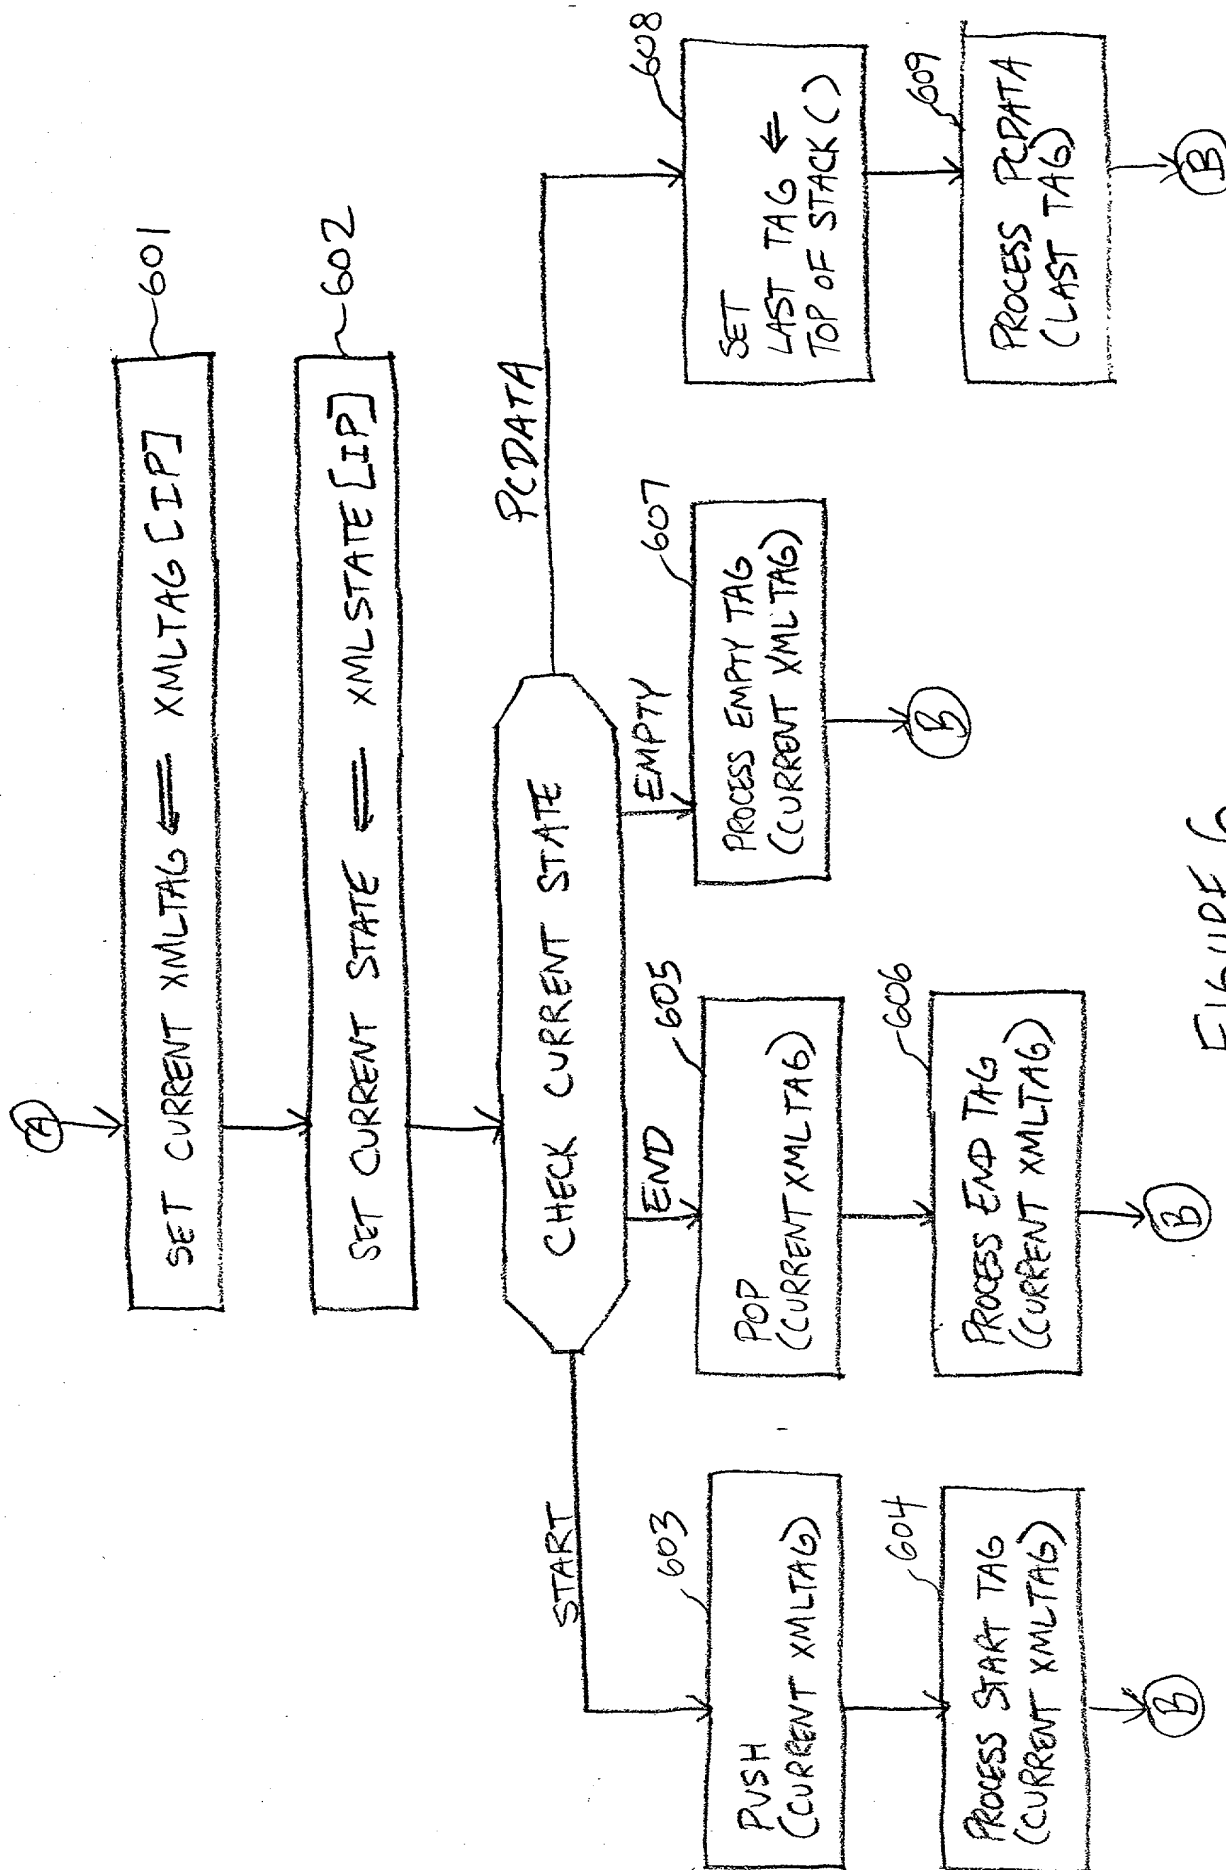 A
SET CURRENT XMLTAG ⇐ XMLTAG [IP]
601
SET CURRENT STATE ⇐ XMLSTATE [IP]
602
CHECK CURRENT STATE
START
END
EMPTY
PCDATA
603
PUSH
(CURRENT XMLTAG)
604
PROCESS START TAG
(CURRENT XMLTAG)
B
605
POP
(CURRENT XMLTAG)
606
PROCESS END TAG
(CURRENT XMLTAG)
B
607
PROCESS EMPTY TAG
(CURRENT XMLTAG)
B
608
SET
LAST TAG ⇐
TOP OF STACK ()
609
PROCESS PCDATA
(LAST TAG)
B
FIGURE 6